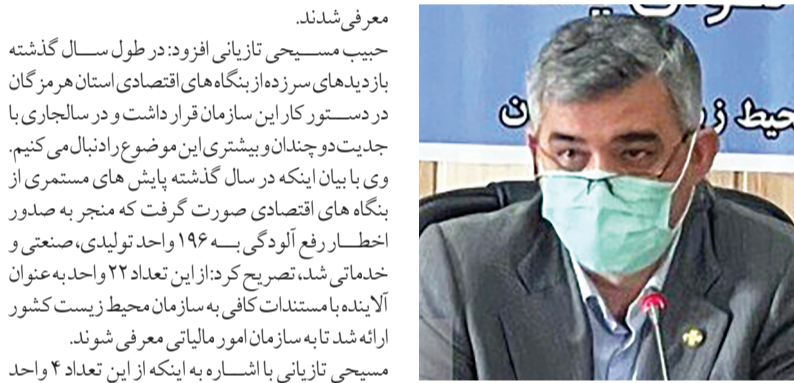 معرفی شدند.
حبیب مسیحی تازیانی افزود: در طول سال گذشته
بازدیدهای سرزده از بنگاه های اقتصادی استان هرمزگان
در دستور کار این سازمان قرار داشت و در سالجاری با
جدیت دو چندان و بیشتری این موضوع را دنبال می کنیم.
وی با بیان اینکه در سال گذشته پایش های مستمری از
بنگاه های اقتصادی صورت گرفت که منجر به صدور
اخطار رفع آلودگی به ۱۹۶ واحد تولیدی، صنعتی و
خدماتی شد، تصریح کرد: از این تعداد ۲۲ واحد به عنوان
آلاینده با مستندات کافی به سازمان محیط زیست کشور
ارائه شد تا به سازمان امور مالیاتی معرفی شوند.
مسیحی تازیانی با اشاره به اینکه از این تعداد ۴ واحد